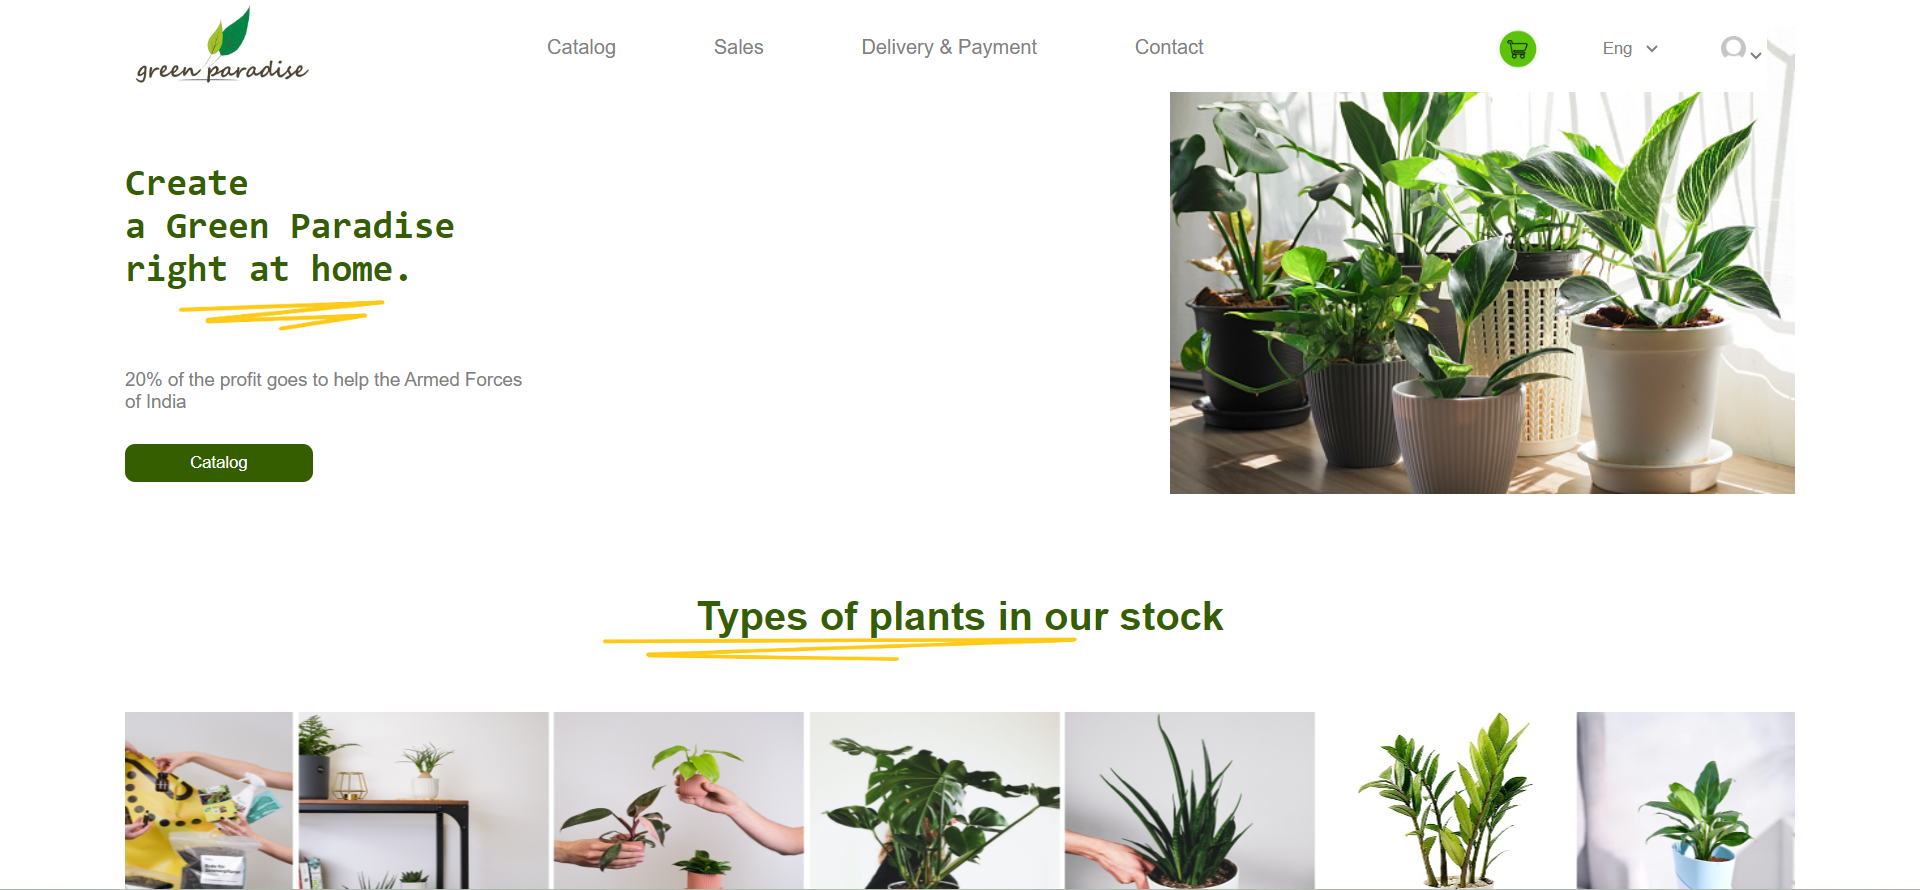 green paradise
Catalog
Sales
Delivery & Payment
Contact
Eng
Create
a Green Paradise
right at home.
20% of the profit goes to help the Armed Forces
of India
Catalog
Types of plants in our stock